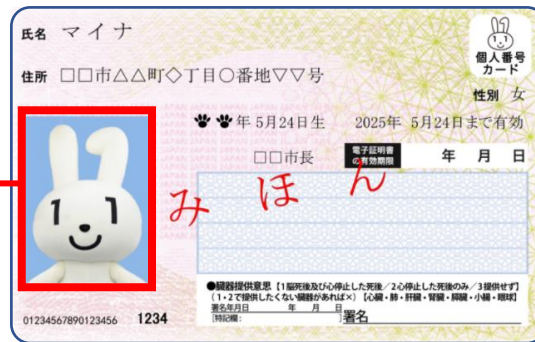 氏名 マイナ
個人番号
カード
住所 □□市△△町◇丁目○番地▽▽号
性別 女
年 5月24日生 2025年 5月24日まで有効
□□市長 電子証明書の有効期限 年 月 日
みほん
1 1
●臓器提供意思【1脳死後及び心停止した死後/2心停止した死後のみ/3提供せず】
(1・2で提供したくない臓器があれば×)【心臓・肺・肝臓・腎臓・膵臓・小腸・眼球】
署名年月日 年 月 日
[特記欄: ] 署名
01234567890123456 1234